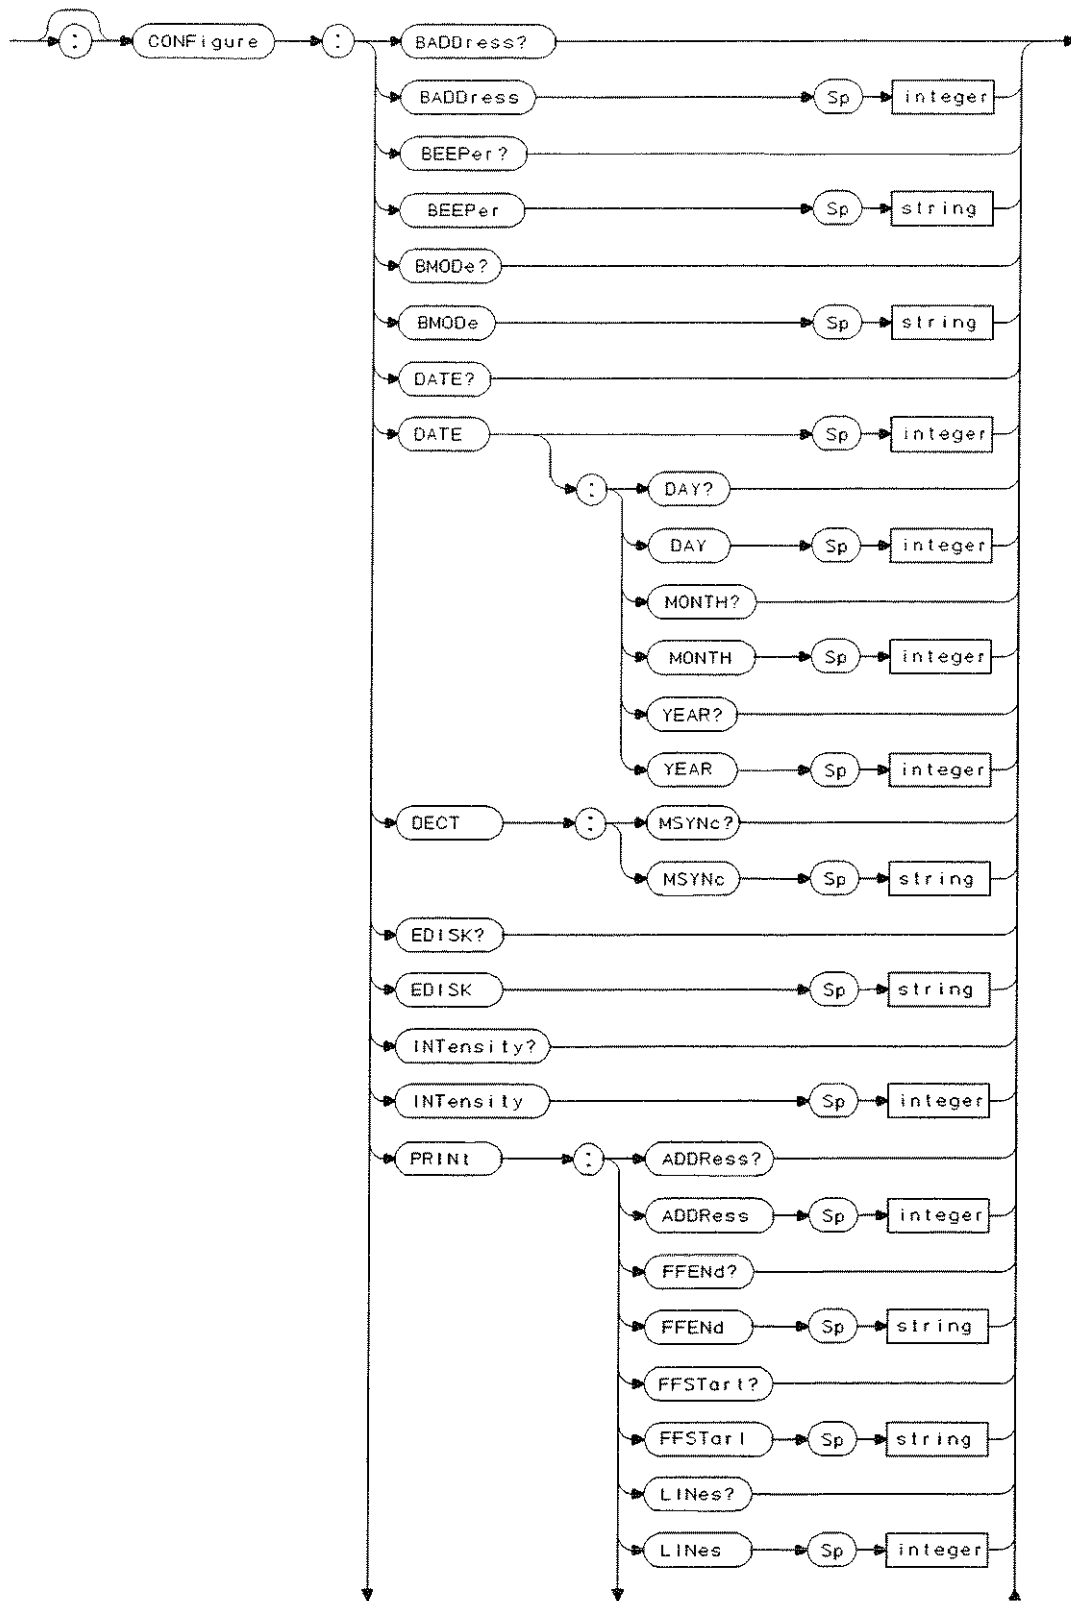 : CONFigure : BADDress?
BADDress Sp integer
BEEPer?
BEEPer Sp string
BMODe?
BMODe Sp string
DATE?
DATE Sp integer
: DAY?
DAY Sp integer
MONTH?
MONTH Sp integer
YEAR?
YEAR Sp integer
DECT : MSYNc?
MSYNc Sp string
EDISK?
EDISK Sp string
INTensity?
INTensity Sp integer
PRINt : ADDRess?
ADDRess Sp integer
FFENd?
FFENd Sp string
FFSTart?
FFSTart Sp string
LINes?
LINes Sp integer